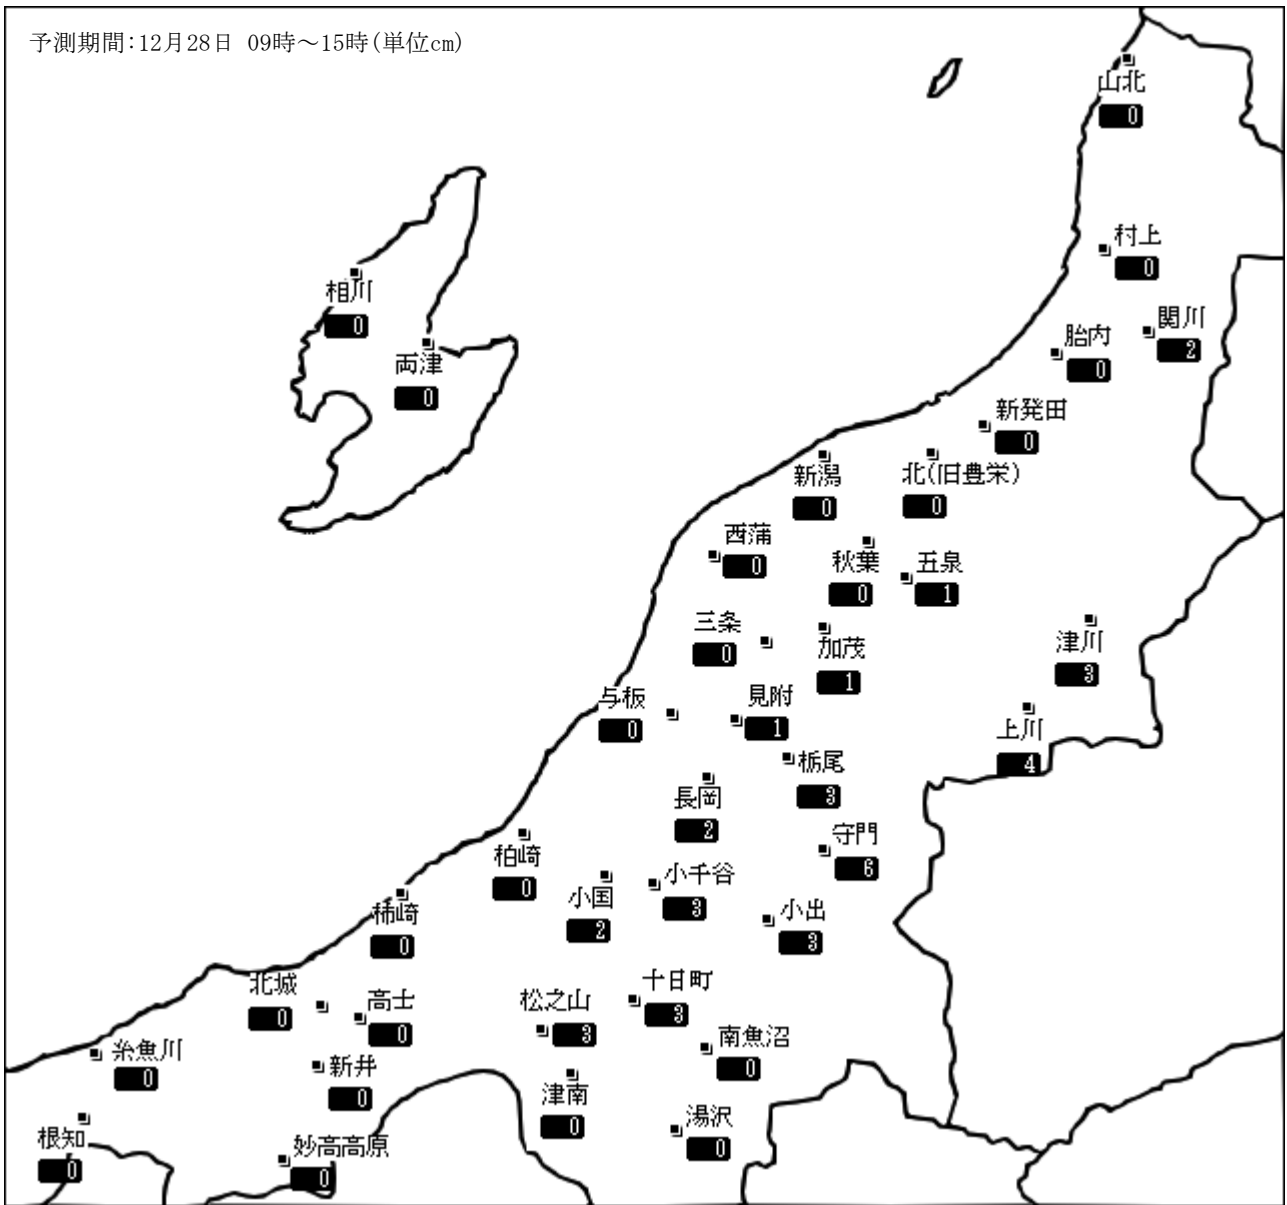 予測期間:12月28日 09時～15時(単位cm)
山北
0
村上
0
相川
0
関川
2
胎内
0
両津
0
新発田
0
新潟
0
北(旧豊栄)
0
西蒲
0
秋葉
0
五泉
1
三条
0
加茂
1
津川
3
与板
0
見附
1
上川
4
栃尾
3
長岡
2
守門
6
柏崎
0
小国
2
小千谷
3
小出
3
柿崎
0
北城
0
高士
0
松之山
3
十日町
3
南魚沼
0
糸魚川
0
新井
0
津南
0
湯沢
0
根知
0
妙高高原
0